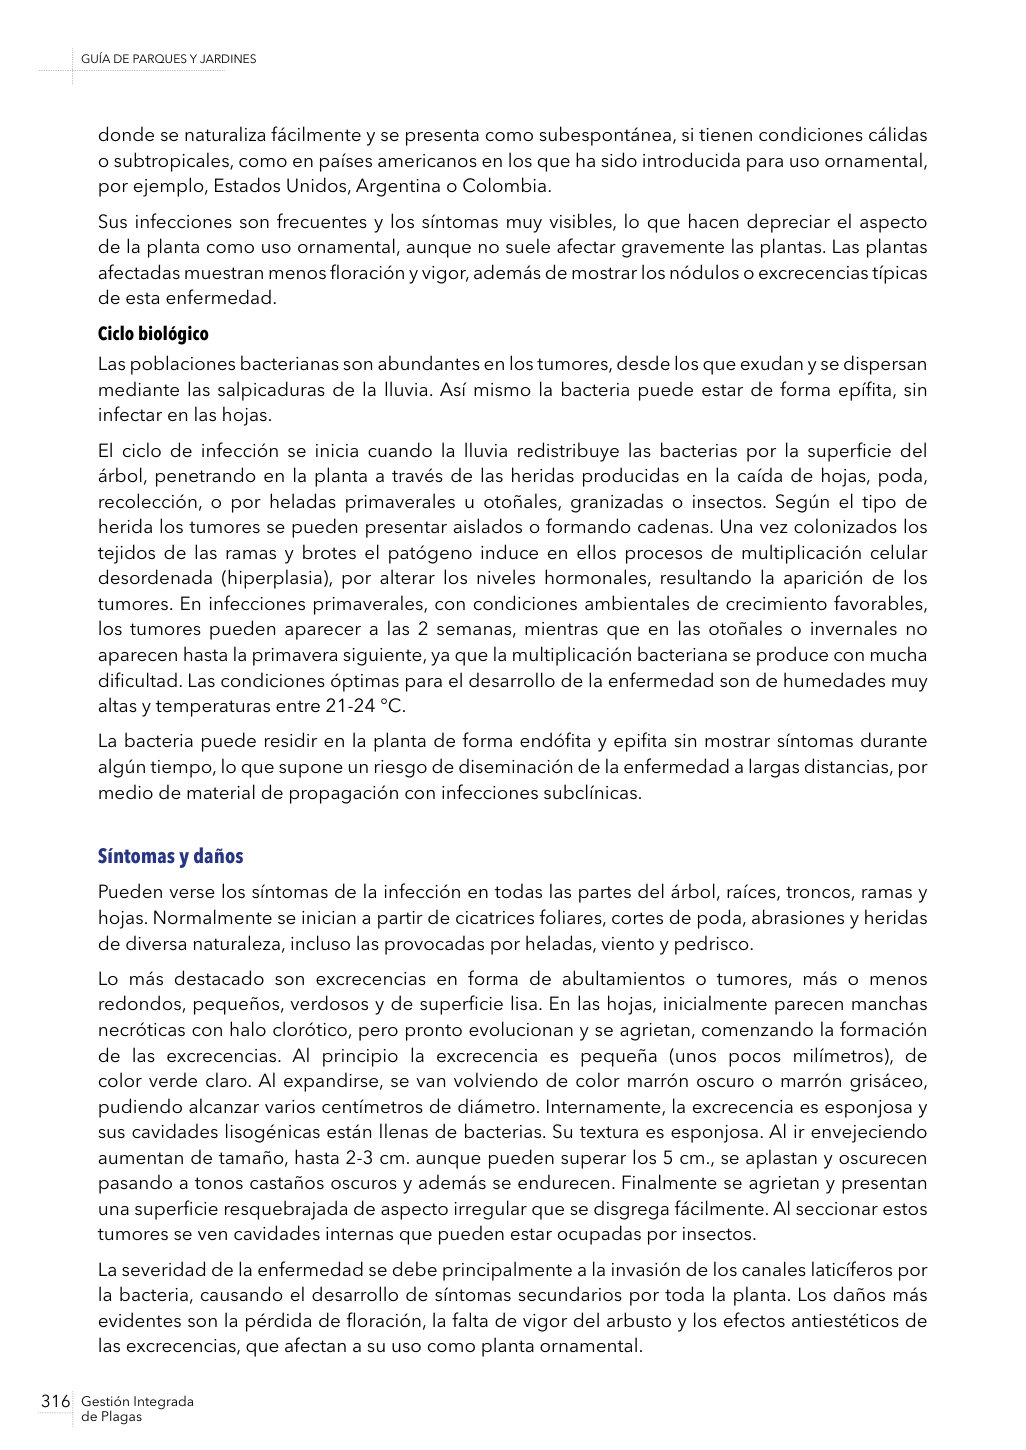 GUÍA DE PARQUES Y JARDINES
donde se naturaliza fácilmente y se presenta como subespontánea, si tienen condiciones cálidas
o subtropicales, como en países americanos en los que ha sido introducida para uso ornamental,
por ejemplo, Estados Unidos, Argentina o Colombia.
Sus infecciones son frecuentes y los síntomas muy visibles, lo que hacen depreciar el aspecto
de la planta como uso ornamental, aunque no suele afectar gravemente las plantas. Las plantas
afectadas muestran menos floración y vigor, además de mostrar los nódulos o excrecencias típicas
de esta enfermedad.
Ciclo biológico
Las poblaciones bacterianas son abundantes en los tumores, desde los que exudan y se dispersan
mediante las salpicaduras de la lluvia. Así mismo la bacteria puede estar de forma epífita, sin
infectar en las hojas.
El ciclo de infección se inicia cuando la lluvia redistribuye las bacterias por la superficie del
árbol, penetrando en la planta a través de las heridas producidas en la caída de hojas, poda,
recolección, o por heladas primaverales u otoñales, granizadas o insectos. Según el tipo de
herida los tumores se pueden presentar aislados o formando cadenas. Una vez colonizados los
tejidos de las ramas y brotes el patógeno induce en ellos procesos de multiplicación celular
desordenada (hiperplasia), por alterar los niveles hormonales, resultando la aparición de los
tumores. En infecciones primaverales, con condiciones ambientales de crecimiento favorables,
los tumores pueden aparecer a las 2 semanas, mientras que en las otoñales o invernales no
aparecen hasta la primavera siguiente, ya que la multiplicación bacteriana se produce con mucha
dificultad. Las condiciones óptimas para el desarrollo de la enfermedad son de humedades muy
altas y temperaturas entre 21-24 °C.
La bacteria puede residir en la planta de forma endófita y epifita sin mostrar síntomas durante
algún tiempo, lo que supone un riesgo de diseminación de la enfermedad a largas distancias, por
medio de material de propagación con infecciones subclínicas.
Síntomas y daños
Pueden verse los síntomas de la infección en todas las partes del árbol, raíces, troncos, ramas y
hojas. Normalmente se inician a partir de cicatrices foliares, cortes de poda, abrasiones y heridas
de diversa naturaleza, incluso las provocadas por heladas, viento y pedrisco.
Lo más destacado son excrecencias en forma de abultamientos o tumores, más o menos
redondos, pequeños, verdosos y de superficie lisa. En las hojas, inicialmente parecen manchas
necróticas con halo clorótico, pero pronto evolucionan y se agrietan, comenzando la formación
de las excrecencias. Al principio la excrecencia es pequeña (unos pocos milímetros), de
color verde claro. Al expandirse, se van volviendo de color marrón oscuro o marrón grisáceo,
pudiendo alcanzar varios centímetros de diámetro. Internamente, la excrecencia es esponjosa y
sus cavidades lisogénicas están llenas de bacterias. Su textura es esponjosa. Al ir envejeciendo
aumentan de tamaño, hasta 2-3 cm. aunque pueden superar los 5 cm., se aplastan y oscurecen
pasando a tonos castaños oscuros y además se endurecen. Finalmente se agrietan y presentan
una superficie resquebrajada de aspecto irregular que se disgrega fácilmente. Al seccionar estos
tumores se ven cavidades internas que pueden estar ocupadas por insectos.
La severidad de la enfermedad se debe principalmente a la invasión de los canales laticíferos por
la bacteria, causando el desarrollo de síntomas secundarios por toda la planta. Los daños más
evidentes son la pérdida de floración, la falta de vigor del arbusto y los efectos antiestéticos de
las excrecencias, que afectan a su uso como planta ornamental.
316 Gestión Integrada
de Plagas